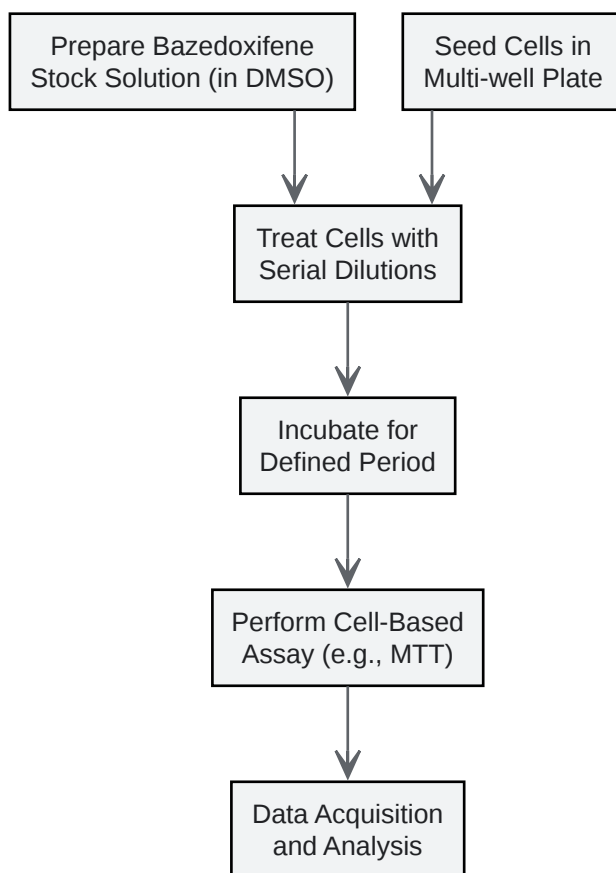 Prepare Bazedoxifene
Stock Solution (in DMSO)
Seed Cells in
Multi-well Plate
Treat Cells with
Serial Dilutions
Incubate for
Defined Period
Perform Cell-Based
Assay (e.g., MTT)
Data Acquisition
and Analysis